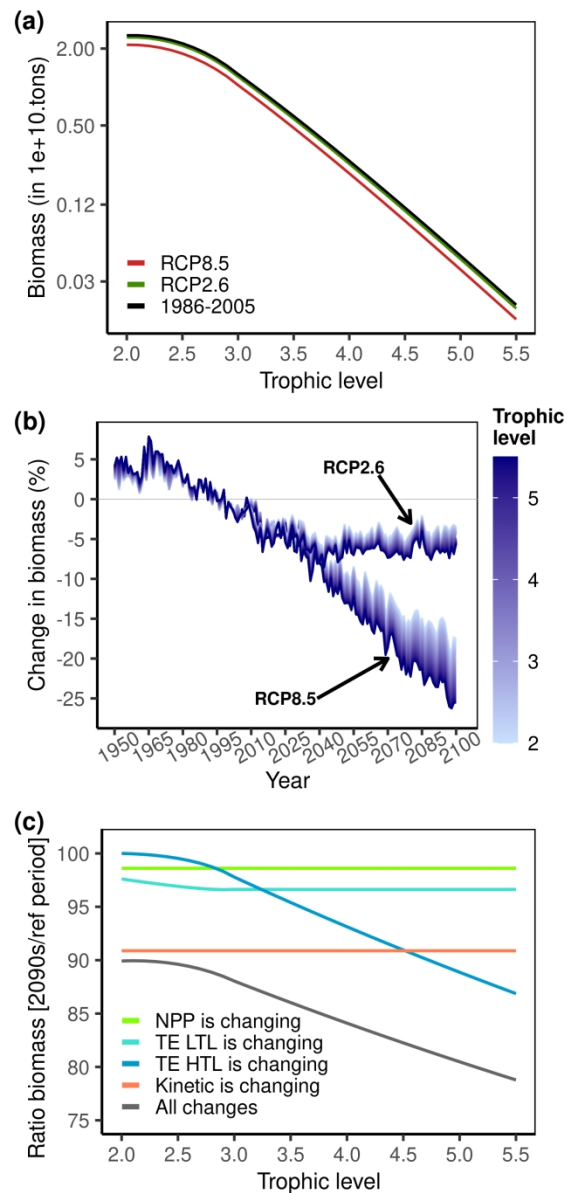 (a)
Biomass (in 1e+10.tons)
2.00
0.50
0.12
0.03
RCP8.5
RCP2.6
1986-2005
2.0 2.5 3.0 3.5 4.0 4.5 5.0 5.5
Trophic level
(b)
Change in biomass (%)
5
0
-5
-10
-15
-20
-25
RCP2.6
RCP8.5
1950 1965 1980 1995 2010 2025 2040 2055 2070 2085 2100
Year
Trophic
level
5
4
3
2
(c)
Ratio biomass [2090s/ref period]
100
95
90
85
80
75
NPP is changing
TE LTL is changing
TE HTL is changing
Kinetic is changing
All changes
2.0 2.5 3.0 3.5 4.0 4.5 5.0 5.5
Trophic level